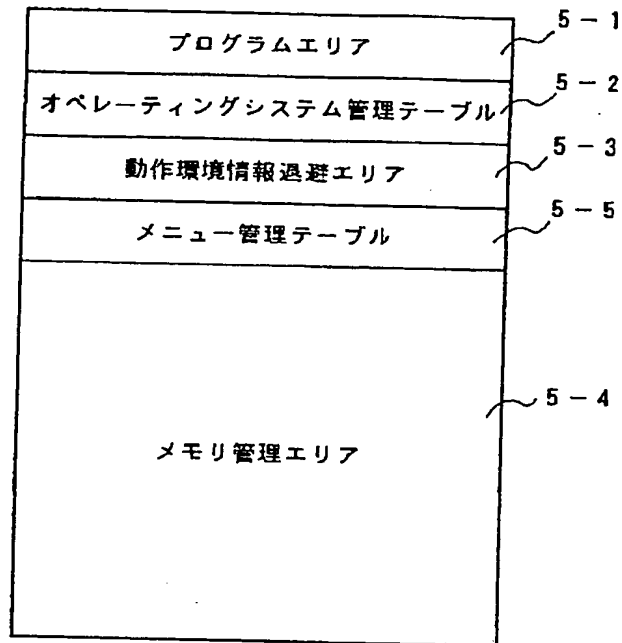 プログラムエリア
5-1
オペレーティングシステム管理テーブル
5-2
動作環境情報退避エリア
5-3
メニュー管理テーブル
5-5
メモリ管理エリア
5-4